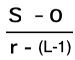 S - 0
r - (L-1)